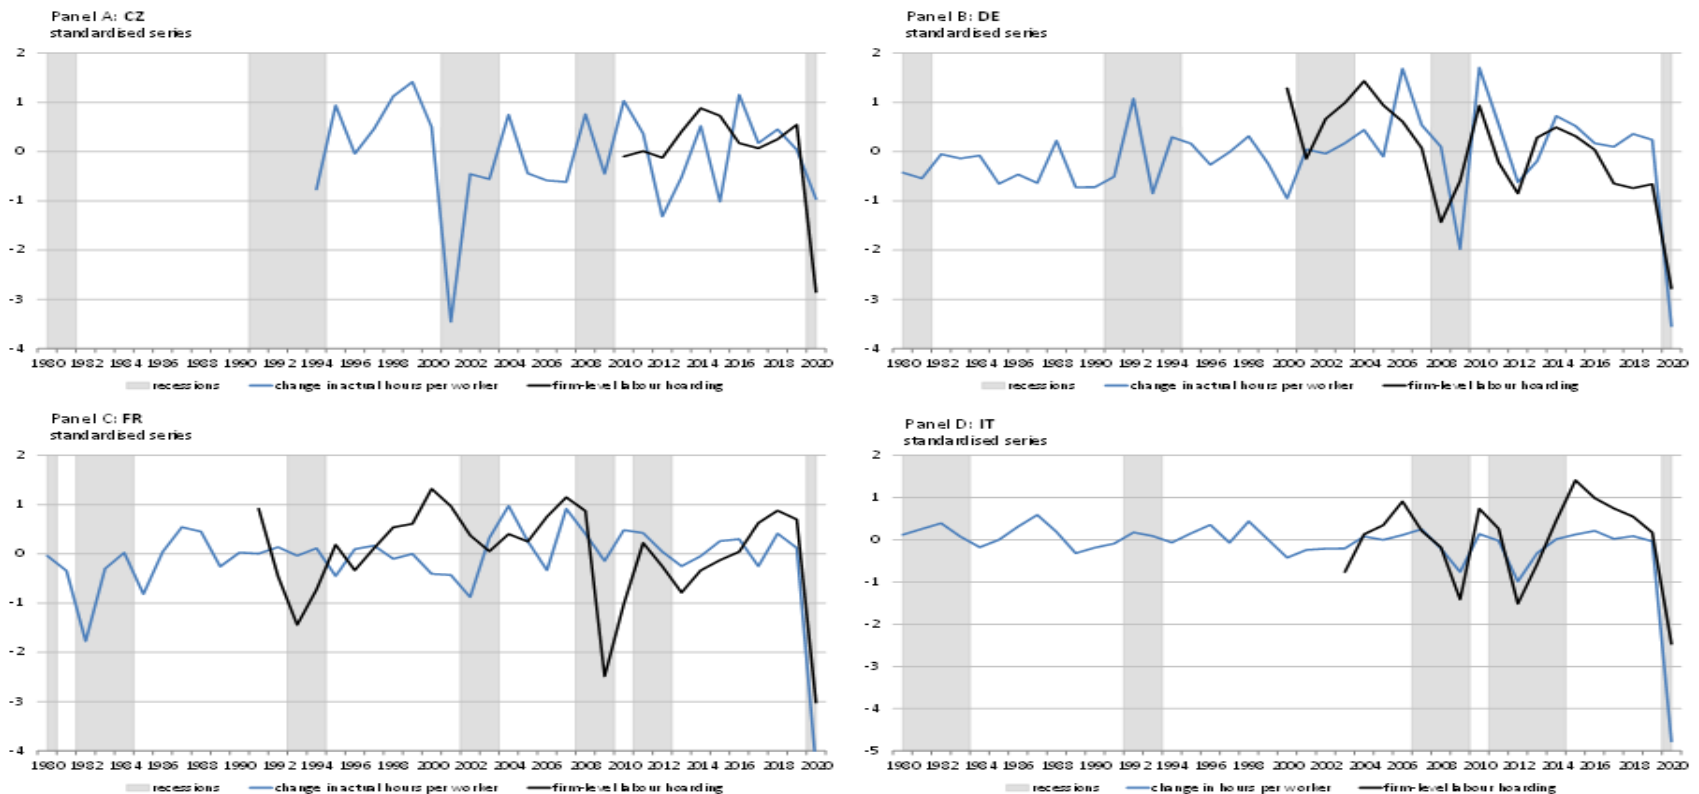 Panel A: CZ
standardised series
2
1
0
-1
-2
-3
-4
1980 1982 1984 1986 1988 1990 1992 1994 1996 1998 2000 2002 2004 2006 2008 2010 2012 2014 2016 2018 2020
recessions change in actual hours per worker firm-level labour hoarding
Panel B: DE
standardised series
2
1
0
-1
-2
-3
-4
1980 1982 1984 1986 1988 1990 1992 1994 1996 1998 2000 2002 2004 2006 2008 2010 2012 2014 2016 2018 2020
recessions change in actual hours per worker firm-level labour hoarding
Panel C: FR
standardised series
2
1
0
-1
-2
-3
-4
1980 1982 1984 1986 1988 1990 1992 1994 1996 1998 2000 2002 2004 2006 2008 2010 2012 2014 2016 2018 2020
recessions change in actual hours per worker firm-level labour hoarding
Panel D: IT
standardised series
2
1
0
-1
-2
-3
-4
-5
1980 1982 1984 1986 1988 1990 1992 1994 1996 1998 2000 2002 2004 2006 2008 2010 2012 2014 2016 2018 2020
recessions change in hours per worker firm-level labour hoarding